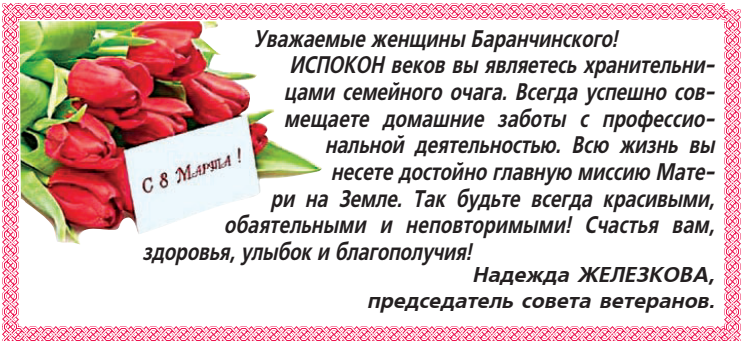 Уважаемые женщины Баранчинского!
ИСПОКОН веков вы являетесь хранительни-
цами семейного очага. Всегда успешно сов-
мещаете домашние заботы с профессио-
нальной деятельностью. Всю жизнь вы
несете достойно главную миссию Мате-
ри на Земле. Так будьте всегда красивыми,
обаятельными и неповторимыми! Счастья вам,
здоровья, улыбок и благополучия!
Надежда ЖЕЛЕЗКОВА,
председатель совета ветеранов.
С 8 Марта !